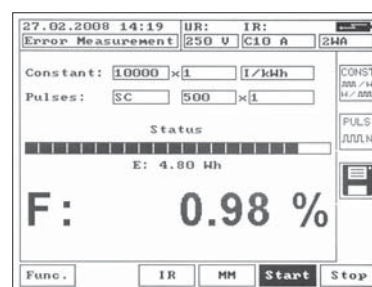 27.02.2008 14:19 UR: IR:
Error Measurement 250 V C10 A 2WA
Constant: 10000 × 1 I/kWh
Pulses: SC 500 × 1
CONST
PULS
N
Status
E: 4.80 Wh
F: 0.98 %
Func. IR MM Start Stop